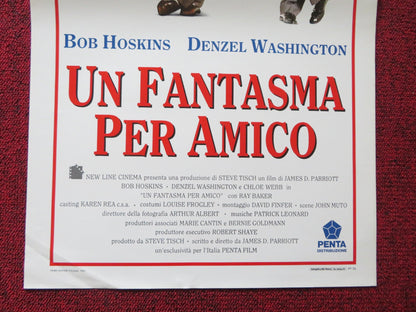 BOB HOSKINS DENZEL WASHINGTON
UN FANTASMA
PER AMICO
NEW LINE CINEMA presenta una produzione di STEVE TISCH un film di JAMES D. PARRIOTT
BOB HOSKINS · DENZEL WASHINGTON e CHLOE WEBB in
"UN FANTASMA PER AMICO" con RAY BAKER
casting KAREN REA c.s.a. · costumi LOUISE FROGLEY · montaggio DAVID FINFER · scene JOHN MUTO
direttore della fotografia ARTHUR ALBERT · musiche PATRICK LEONARD
produttori associati MARIE CANTIN e BERNIE GOLDMANN
produttore esecutivo ROBERT SHAYE
prodotto da STEVE TISCH · scritto e diretto da JAMES D. PARRIOTT
un'esclusività per l'Italia PENTA FILM
PENTA
DISTRIBUZIONE